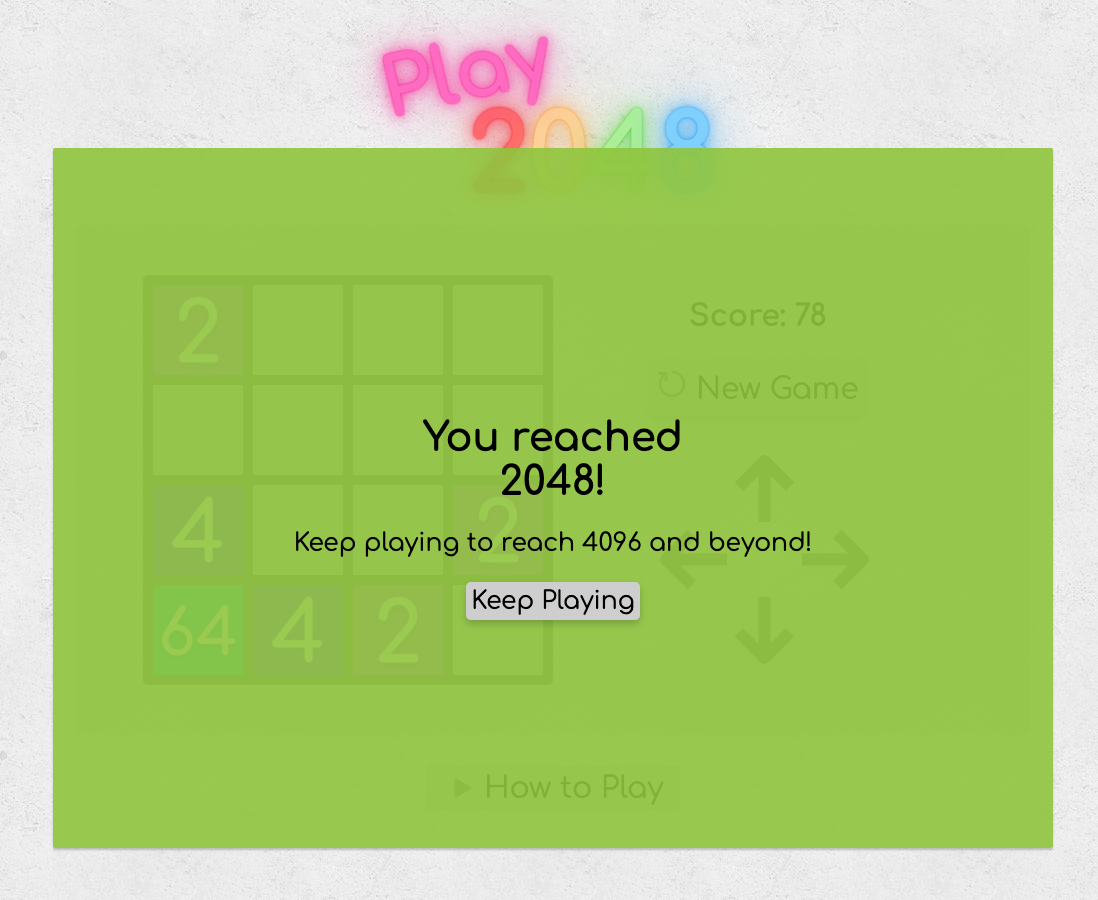 Play
2048
2
Score: 78
New Game
You reached
2048!
4
2
Keep playing to reach 4096 and beyond!
Keep Playing
64
4
2
How to Play